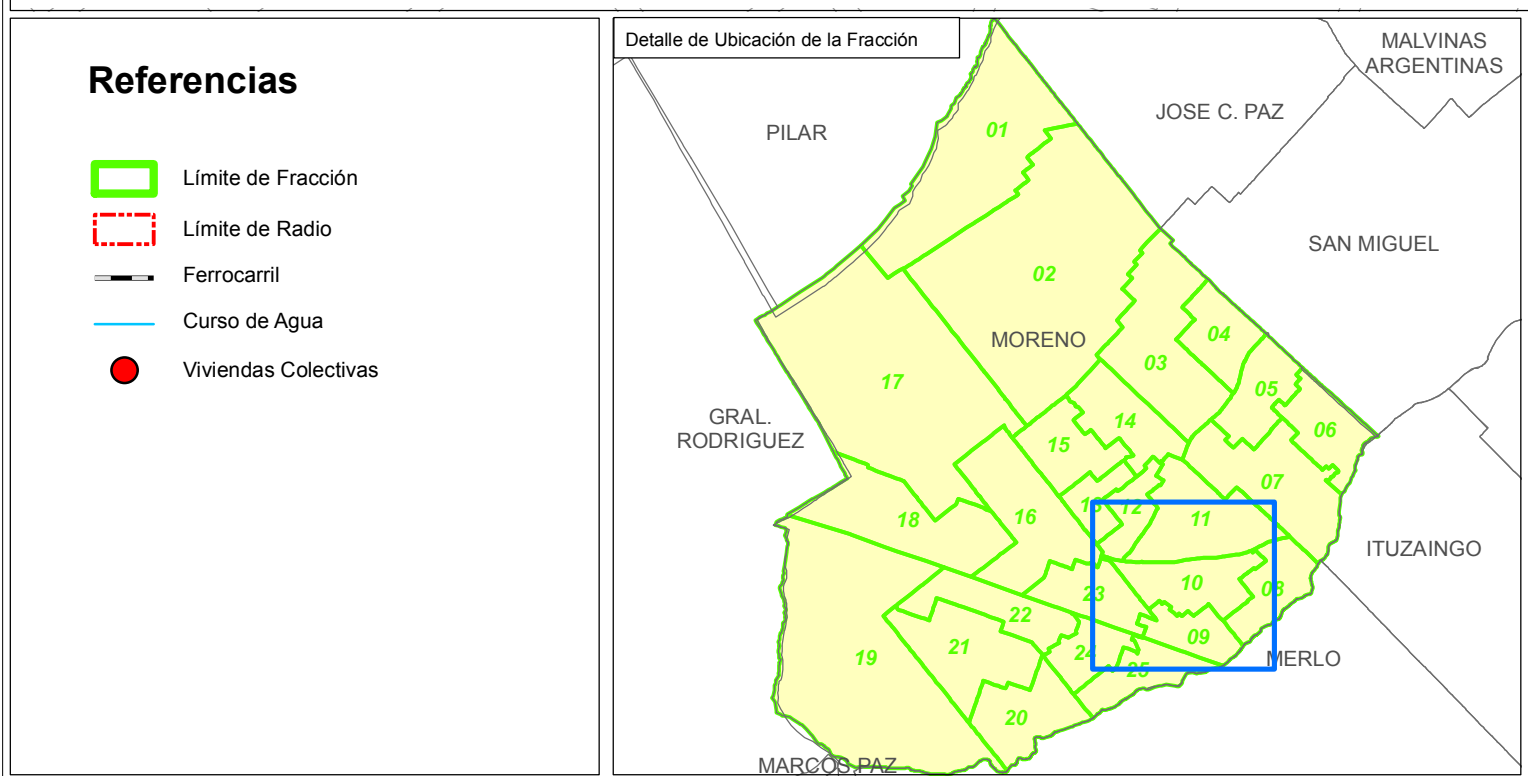 Referencias
Límite de Fracción
Límite de Radio
Ferrocarril
Curso de Agua
Viviendas Colectivas
Detalle de Ubicación de la Fracción
MALVINAS
ARGENTINAS
JOSE C. PAZ
PILAR
01
SAN MIGUEL
02
MORENO
04
03
17
05
GRAL.
RODRIGUEZ
14
06
15
07
13
12
18
16
11
ITUZAINGO
10
08
23
22
09
21
24
19
25
MERLO
20
MARCOS PAZ